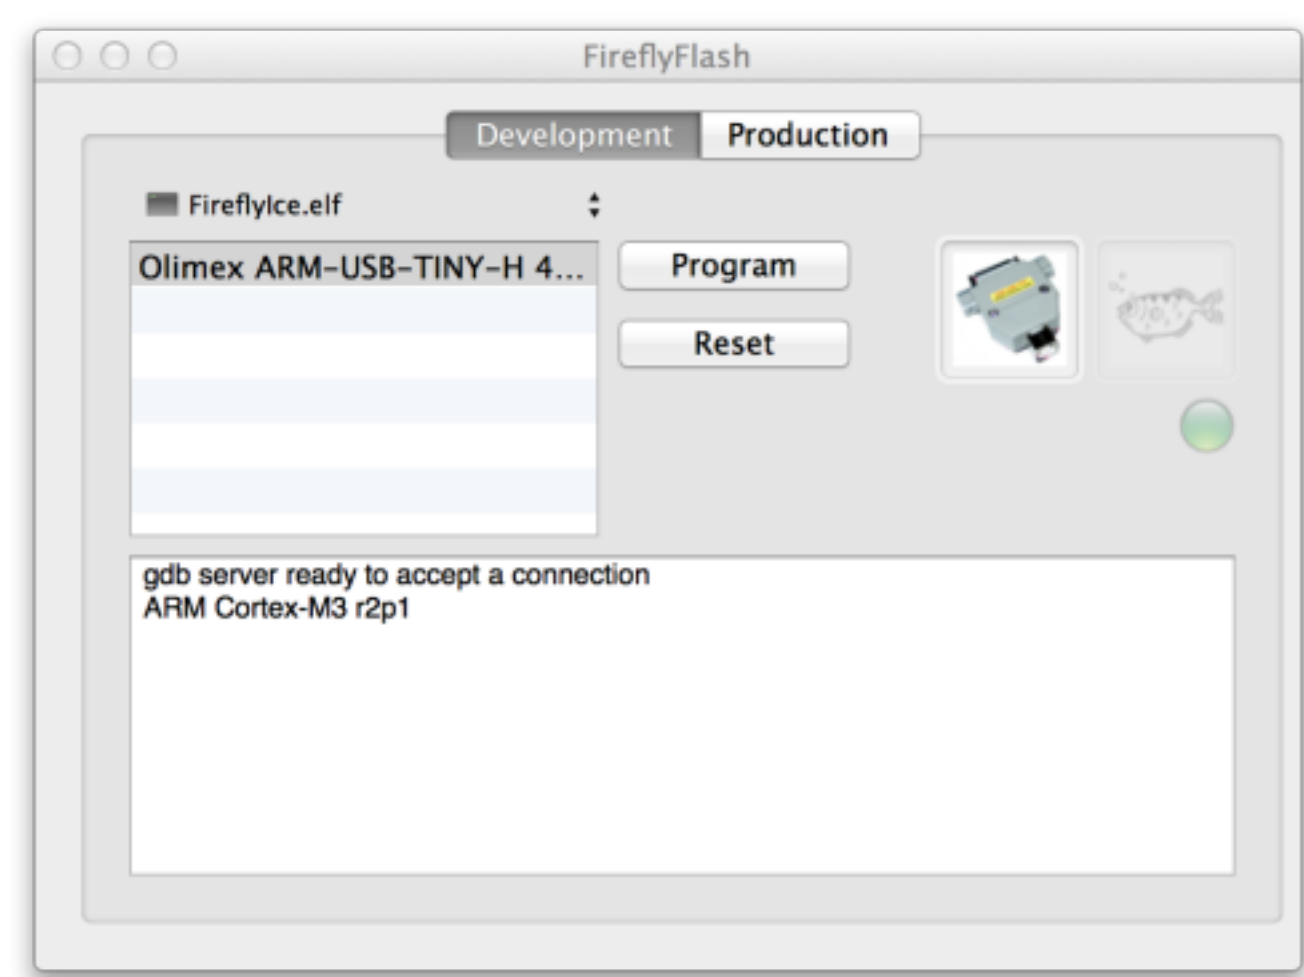 FireflyFlash
Development Production
FireflyIce.elf
Olimex ARM-USB-TINY-H 4...
Program
Reset
gdb server ready to accept a connection
ARM Cortex-M3 r2p1